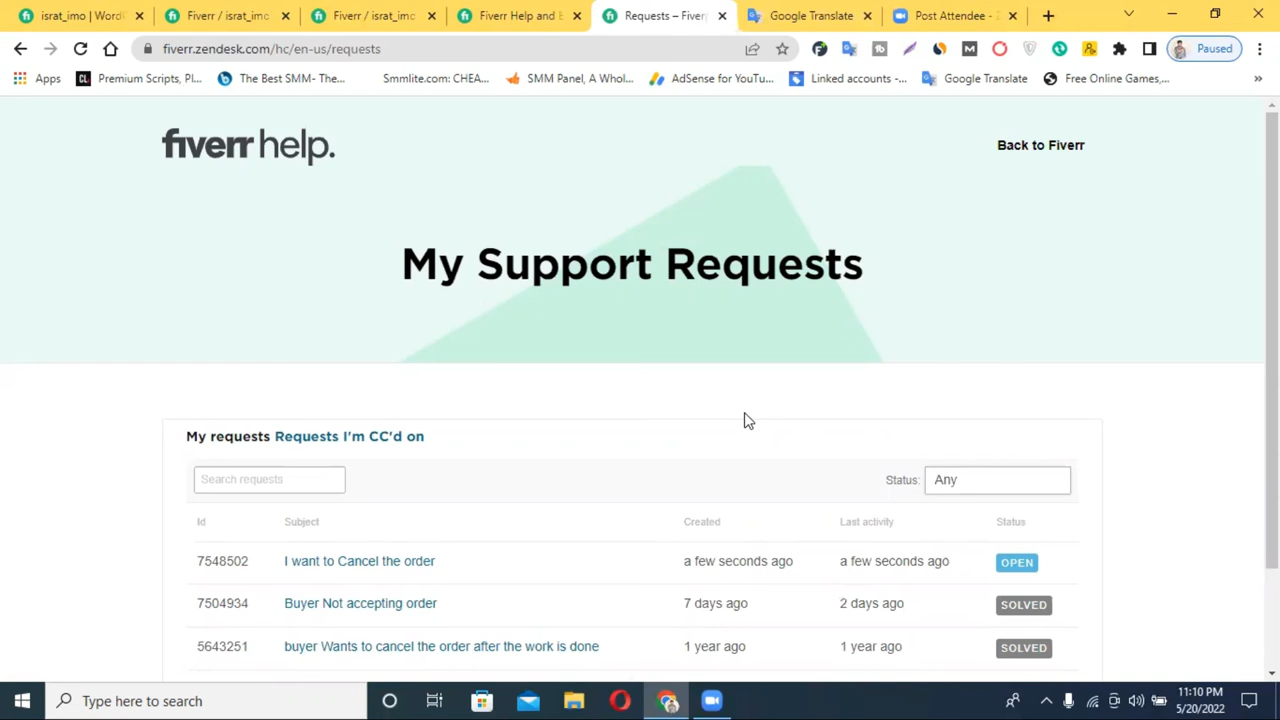 israt_imo | WordP
Fiverr / israt_imo
Fiverr / israt_imo
Fiverr Help and E
Requests – Fiverr
Google Translate
Post Attendee - Z
fiverr.zendesk.com/hc/en-us/requests
Paused
Apps
Premium Scripts, Pl...
The Best SMM- The...
Smmlite.com: CHEA...
SMM Panel, A Whol...
AdSense for YouTu...
Linked accounts -...
Google Translate
Free Online Games,...
fiverr help.
Back to Fiverr
My Support Requests
My requests Requests I'm CC'd on
Search requests
Status: Any
Id Subject Created Last activity Status
7548502 I want to Cancel the order a few seconds ago a few seconds ago OPEN
7504934 Buyer Not accepting order 7 days ago 2 days ago SOLVED
5643251 buyer Wants to cancel the order after the work is done 1 year ago 1 year ago SOLVED
Type here to search
11:10 PM
5/20/2022